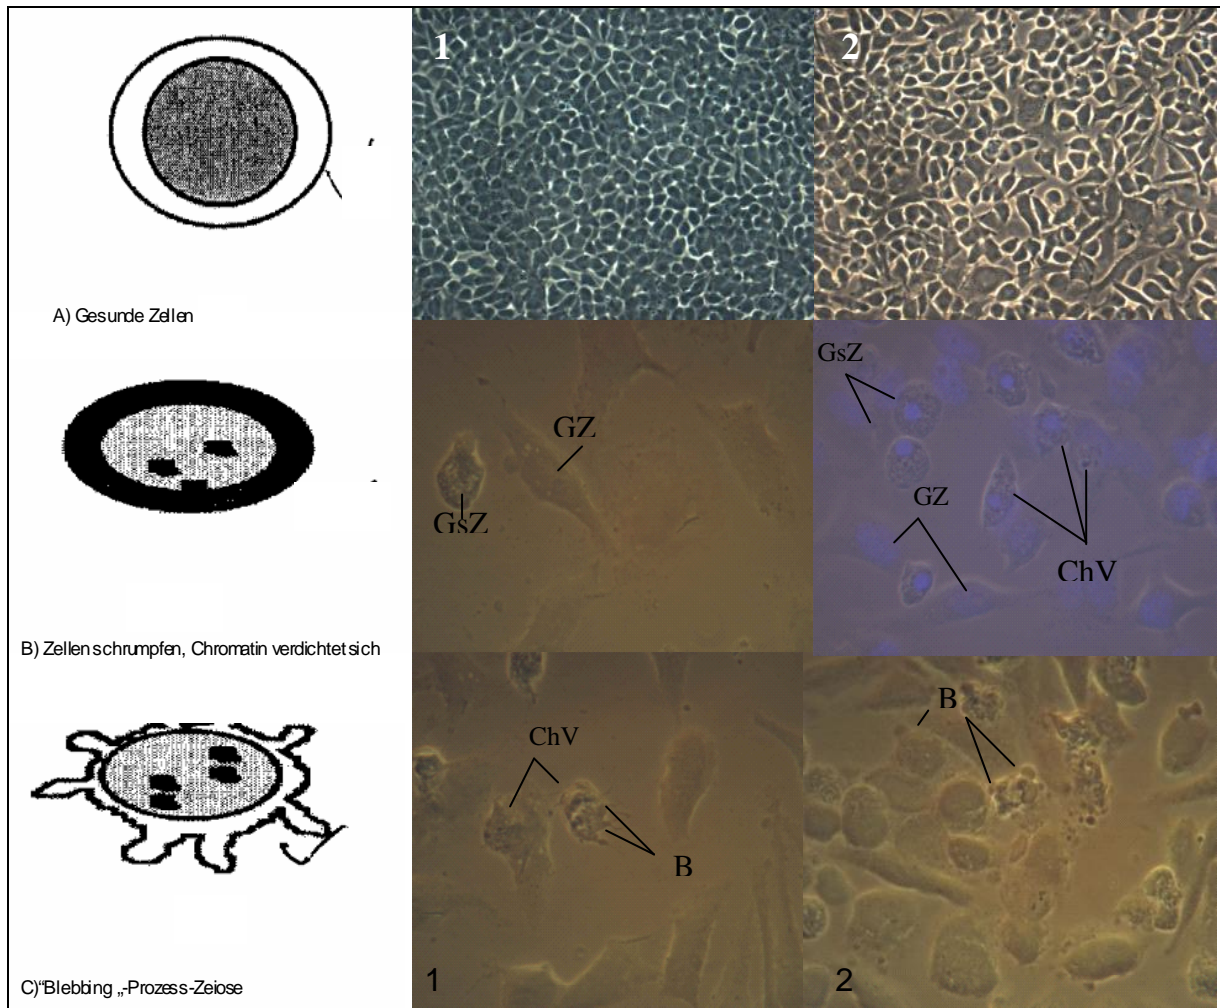 1
2
A) Gesunde Zellen
GZ
GsZ
GsZ
GZ
ChV
B) Zellen schrumpfen, Chromatin verdichtet sich
ChV
B
1
B
2
C)“Blebbing „-Prozess-Zeiose